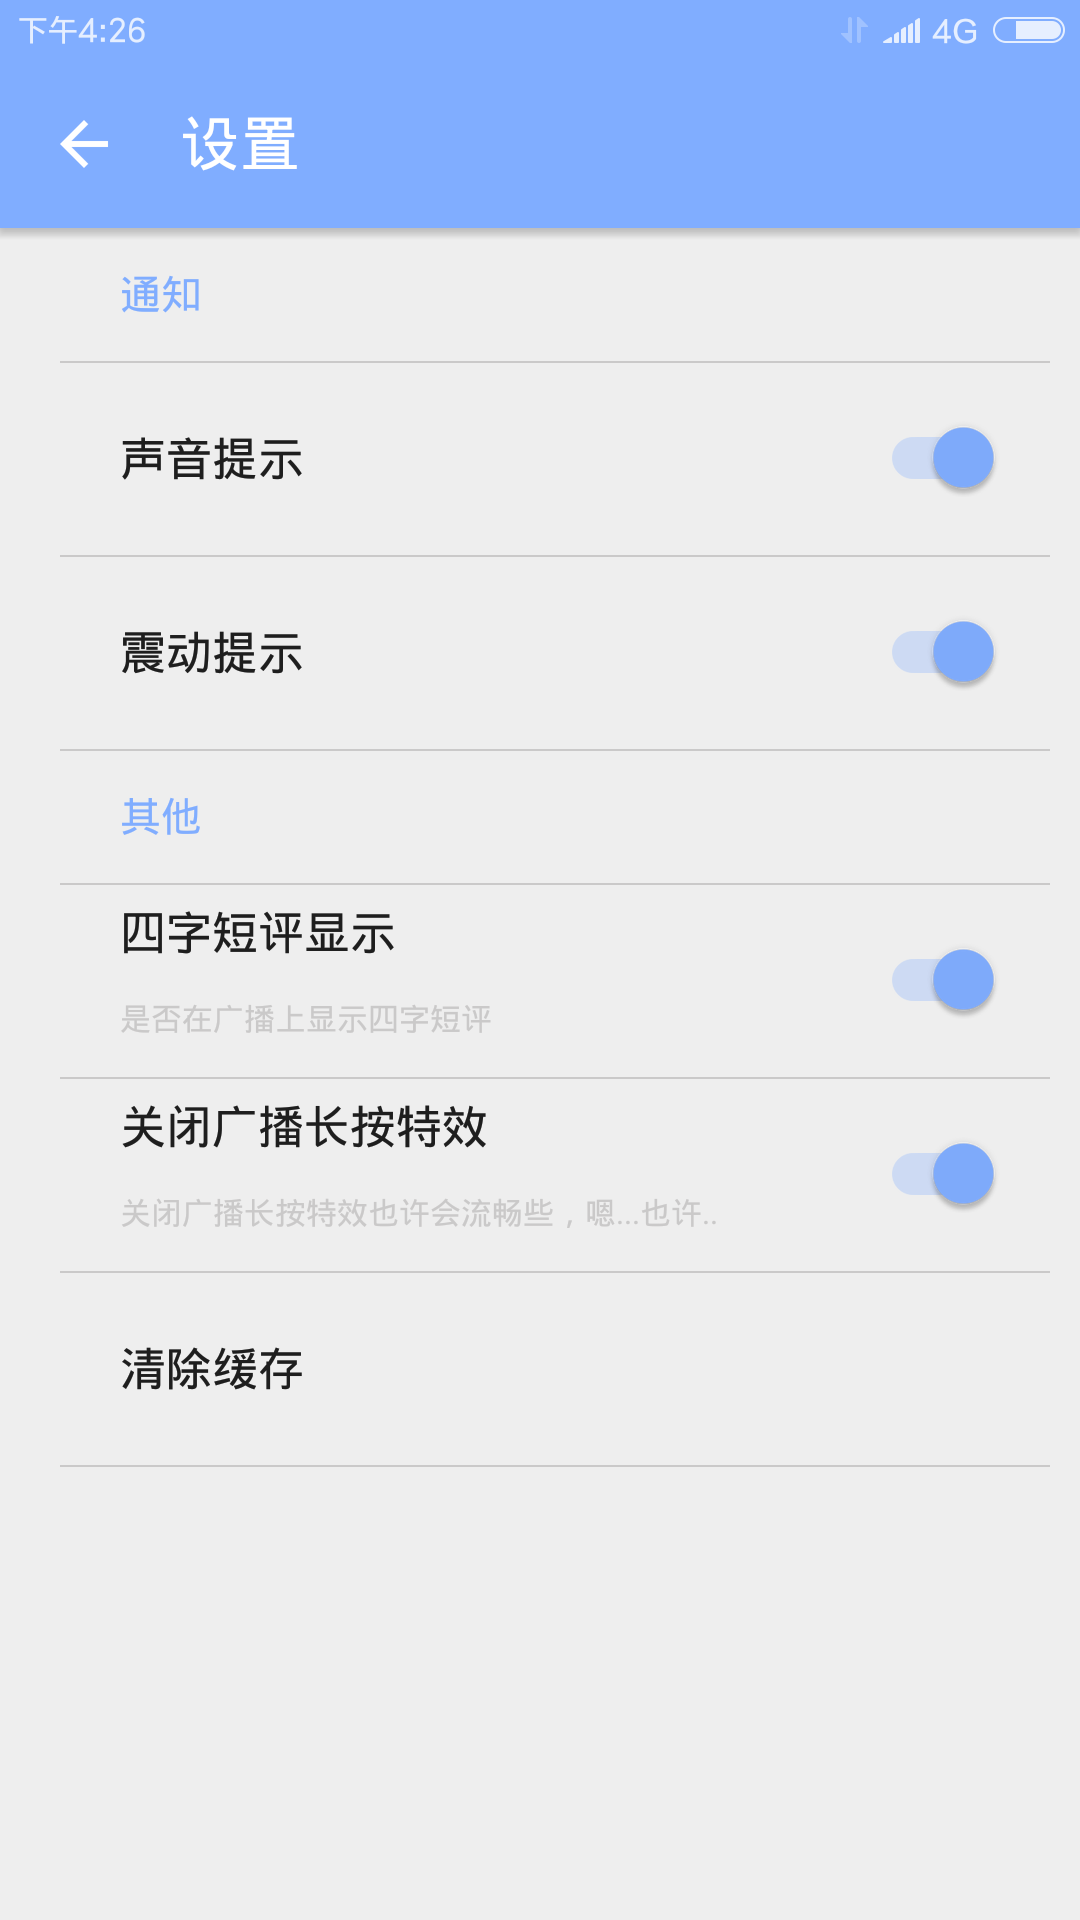 下午4:26 4G
设置
通知
声音提示
震动提示
其他
四字短评显示
是否在广播上显示四字短评
关闭广播长按特效
关闭广播长按特效也许会流畅些，嗯...也许..
清除缓存